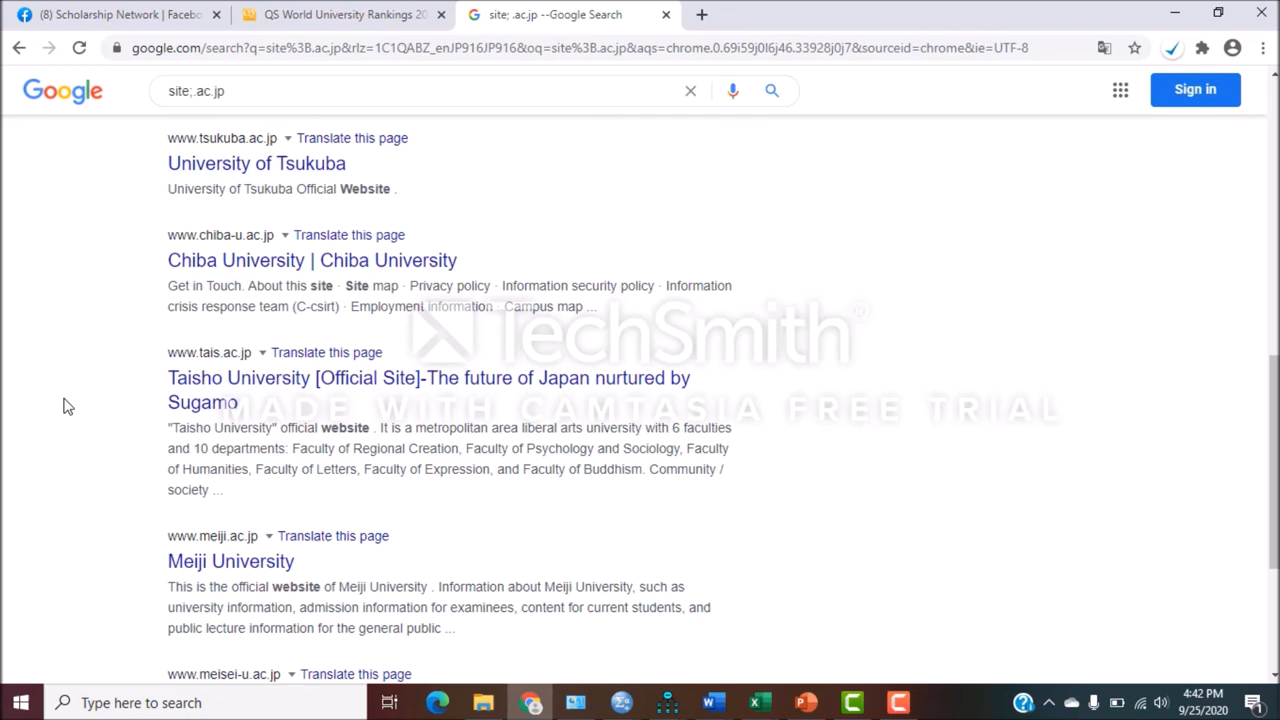 (8) Scholarship Network | Facebo
QS World University Rankings 20
site; .ac.jp --Google Search
google.com/search?q=site%3B.ac.jp&rlz=1C1QABZ_enJP916JP916&oq=site%3B.ac.jp&aqs=chrome.0.69i59j0l6j46.33928j0j7&sourceid=chrome&ie=UTF-8
Google
site;.ac.jp
Sign in
www.tsukuba.ac.jp Translate this page
University of Tsukuba
University of Tsukuba Official Website .
www.chiba-u.ac.jp Translate this page
Chiba University | Chiba University
Get in Touch. About this site · Site map · Privacy policy · Information security policy · Information
crisis response team (C-csirt) · Employment information · Campus map ...
TechSmith®
www.tais.ac.jp Translate this page
Taisho University [Official Site]-The future of Japan nurtured by
Sugamo
MADE WITH CAMTASIA FREE TRIAL
"Taisho University" official website . It is a metropolitan area liberal arts university with 6 faculties
and 10 departments: Faculty of Regional Creation, Faculty of Psychology and Sociology, Faculty
of Humanities, Faculty of Letters, Faculty of Expression, and Faculty of Buddhism. Community /
society ...
www.meiji.ac.jp Translate this page
Meiji University
This is the official website of Meiji University . Information about Meiji University, such as
university information, admission information for examinees, content for current students, and
public lecture information for the general public ...
www.meisei-u.ac.jp Translate this page
Type here to search
4:42 PM
9/25/2020
1